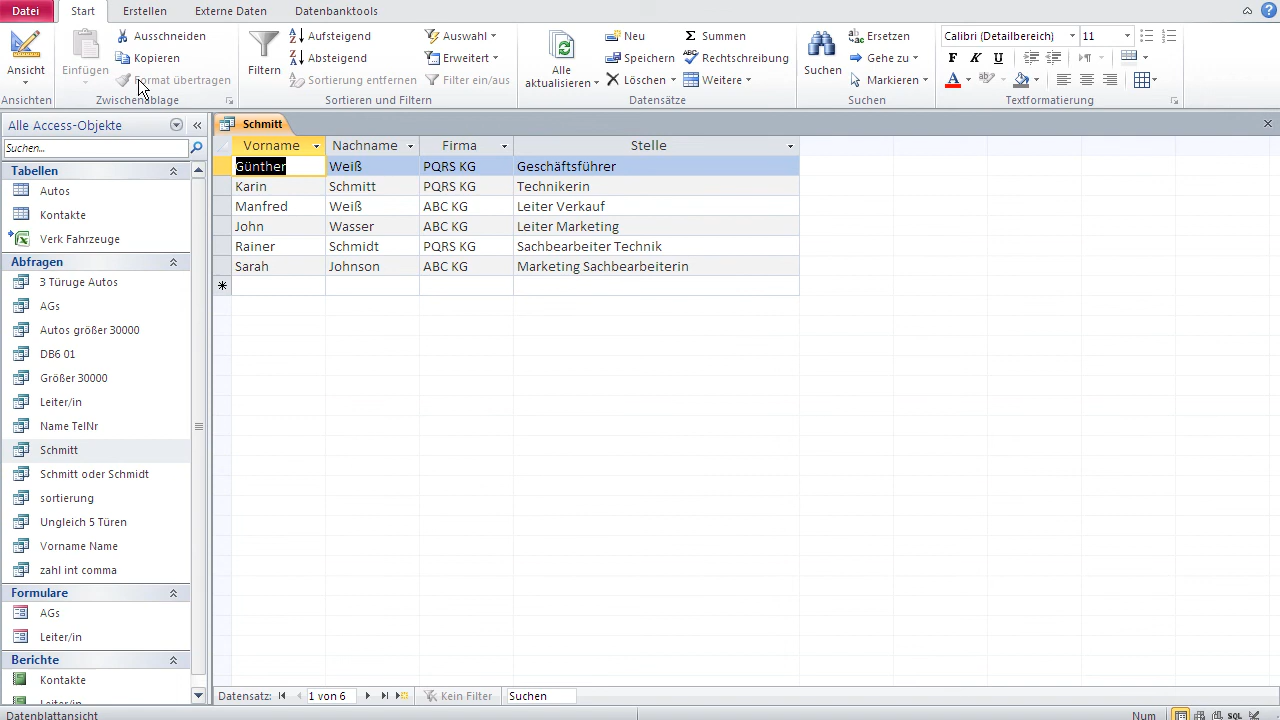 Datei Start Erstellen Externe Daten Datenbanktools
Ansicht
Ansichten
Einfügen
Ausschneiden
Kopieren
Format übertragen
Zwischenablage
Filtern
Aufsteigend
Absteigend
Sortierung entfernen
Auswahl
Erweitert
Filter ein/aus
Sortieren und Filtern
Alle
aktualisieren
Neu
Speichern
Löschen
Summen
Rechtschreibung
Weitere
Datensätze
Suchen
Ersetzen
Gehe zu
Markieren
Suchen
Calibri (Detailbereich) 11
F K U
Textformatierung
Alle Access-Objekte
Suchen...
Tabellen
Autos
Kontakte
Verk Fahrzeuge
Abfragen
3 Türuge Autos
AGs
Autos größer 30000
DB6 01
Größer 30000
Leiter/in
Name TelNr
Schmitt
Schmitt oder Schmidt
sortierung
Ungleich 5 Türen
Vorname Name
zahl int comma
Formulare
AGs
Leiter/in
Berichte
Kontakte
Leiter/in
Schmitt
Vorname Nachname Firma Stelle
Günther Weiß PQRS KG Geschäftsführer
Karin Schmitt PQRS KG Technikerin
Manfred Weiß ABC KG Leiter Verkauf
John Wasser ABC KG Leiter Marketing
Rainer Schmidt PQRS KG Sachbearbeiter Technik
Sarah Johnson ABC KG Marketing Sachbearbeiterin
Datensatz: 1 von 6 Kein Filter Suchen
Datenblattansicht Num SQL